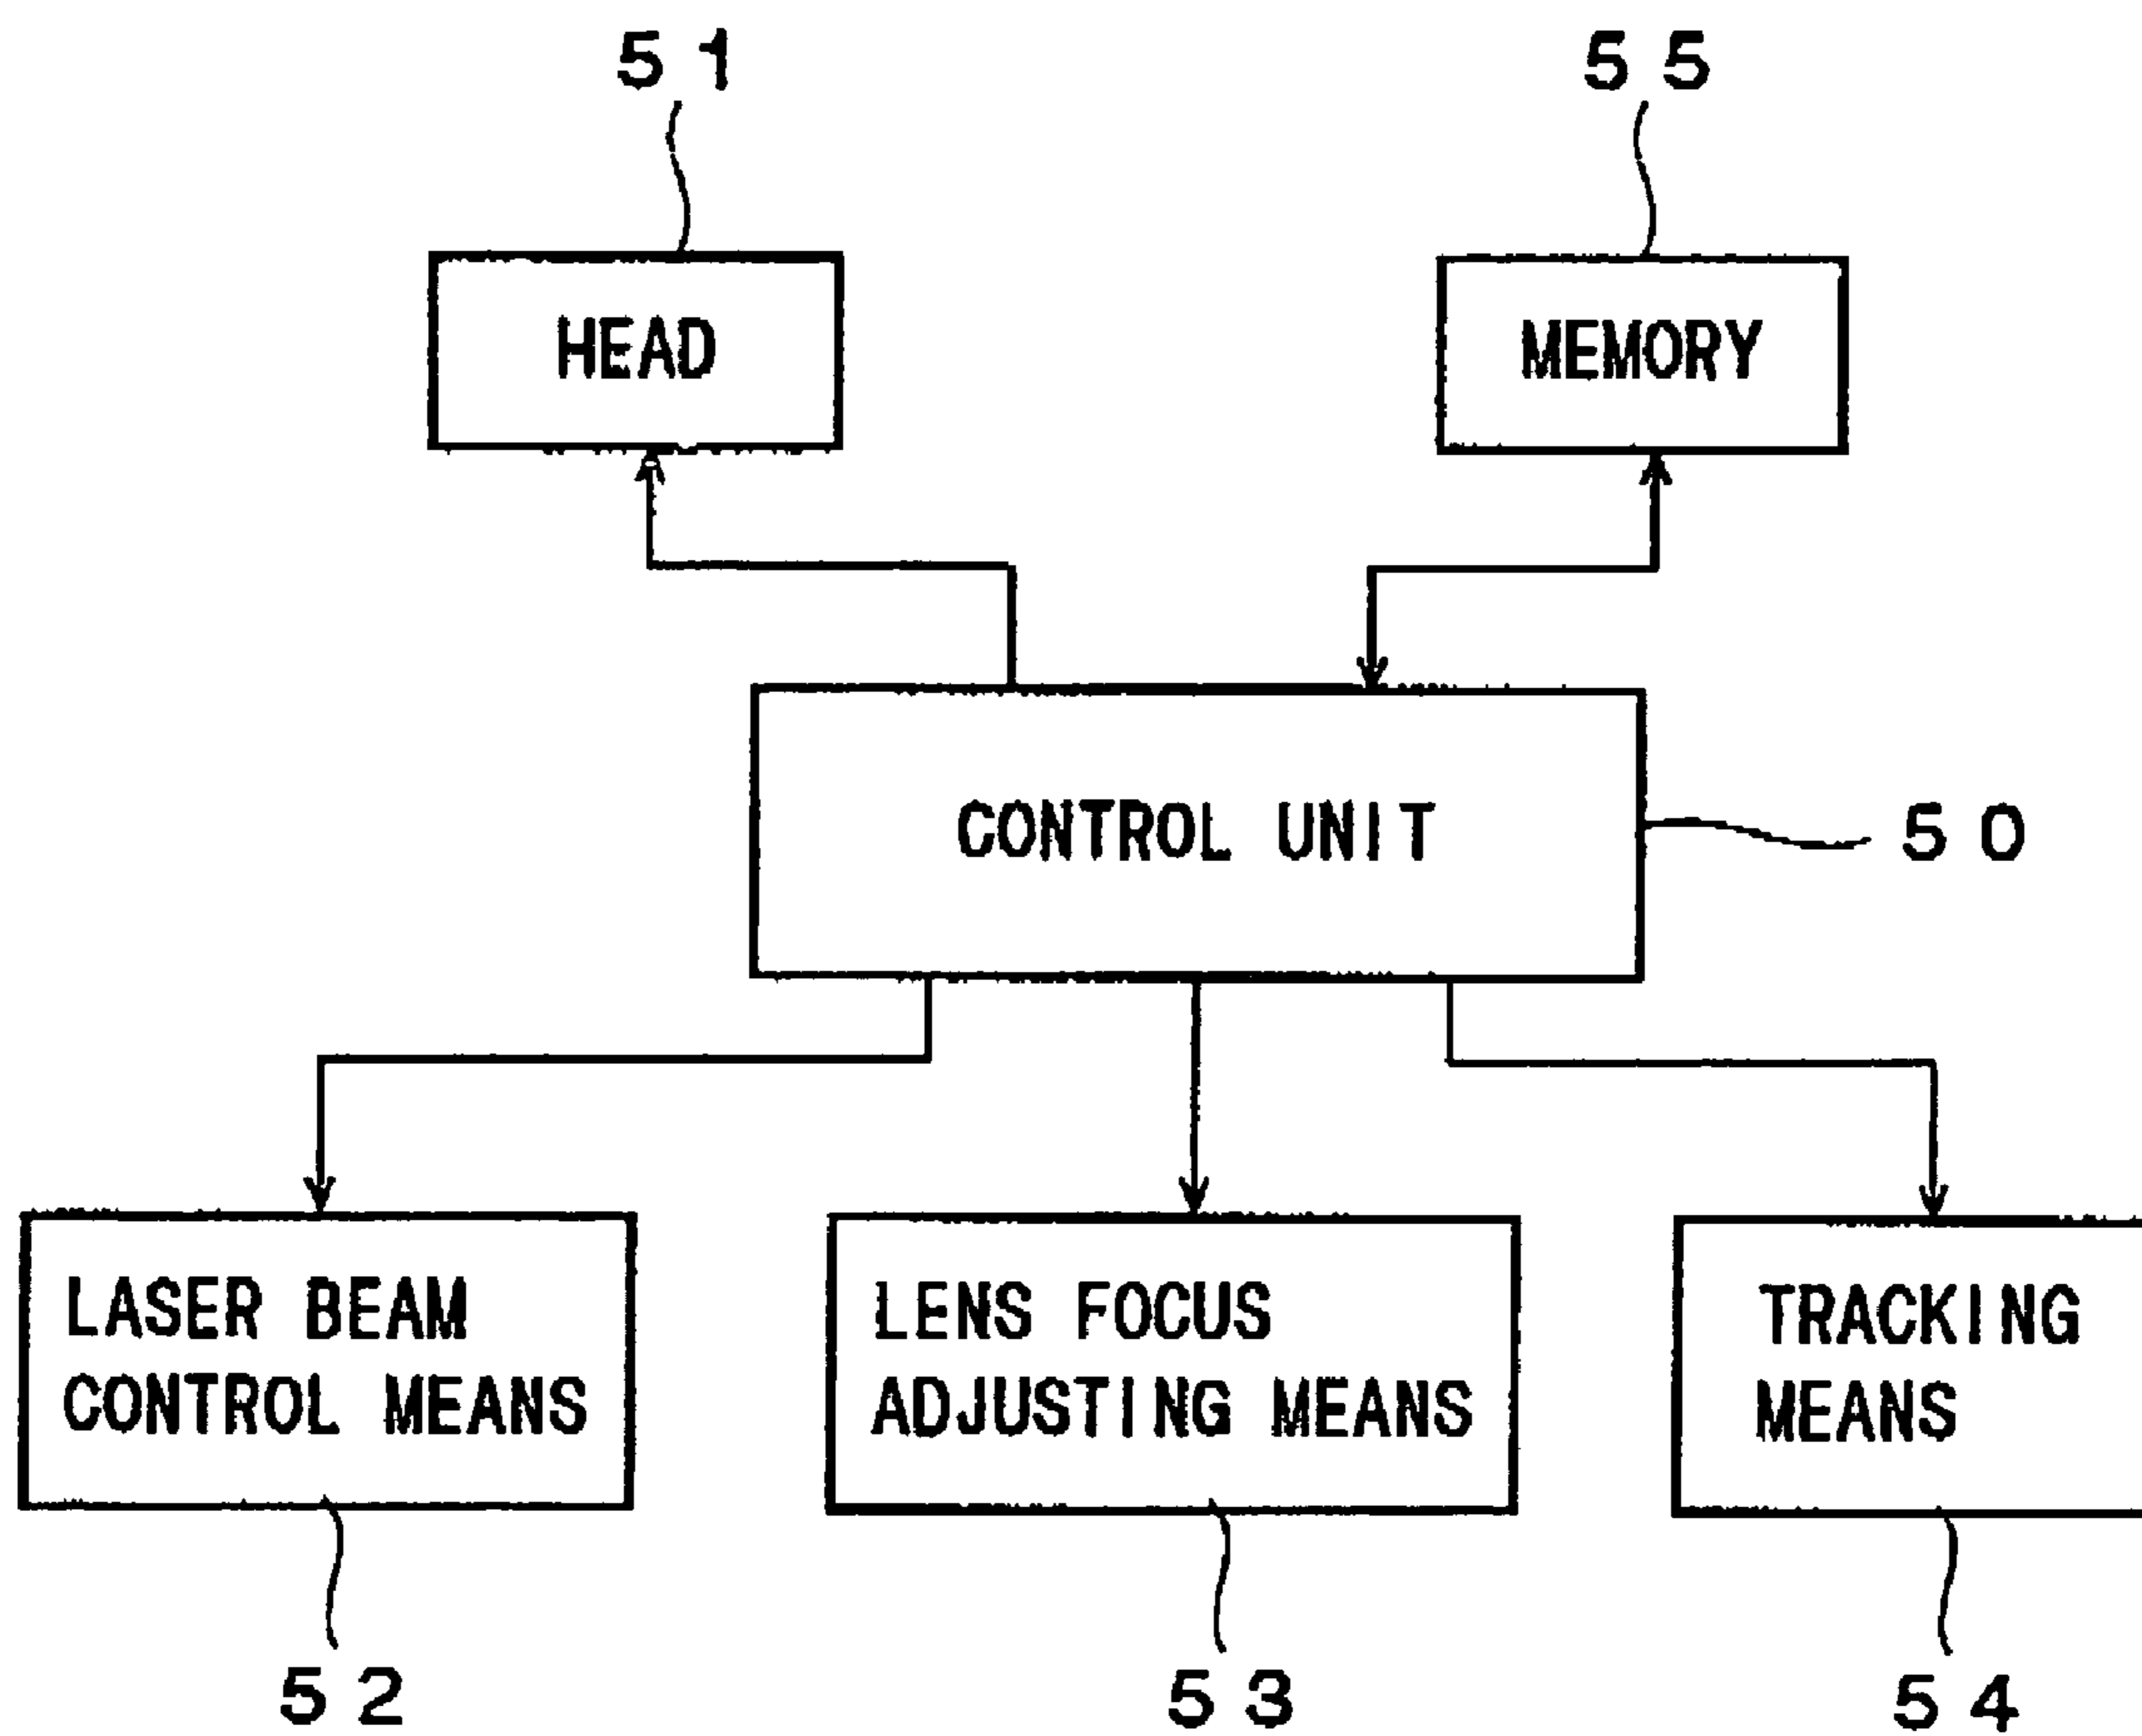 51
55
HEAD
MEMORY
CONTROL UNIT
50
LASER BEAM
CONTROL MEANS
LENS FOCUS
ADJUSTING MEANS
TRACKING
MEANS
52
53
54